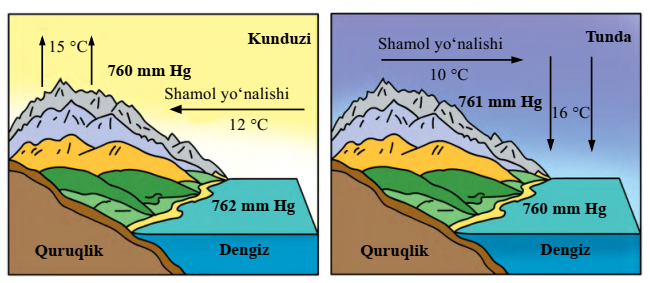 Kunduzi
15 °C
760 mm Hg
Shamol yo‘nalishi
12 °C
762 mm Hg
Quruqlik
Dengiz
Tunda
Shamol yo‘nalishi
10 °C
761 mm Hg
16 °C
760 mm Hg
Quruqlik
Dengiz